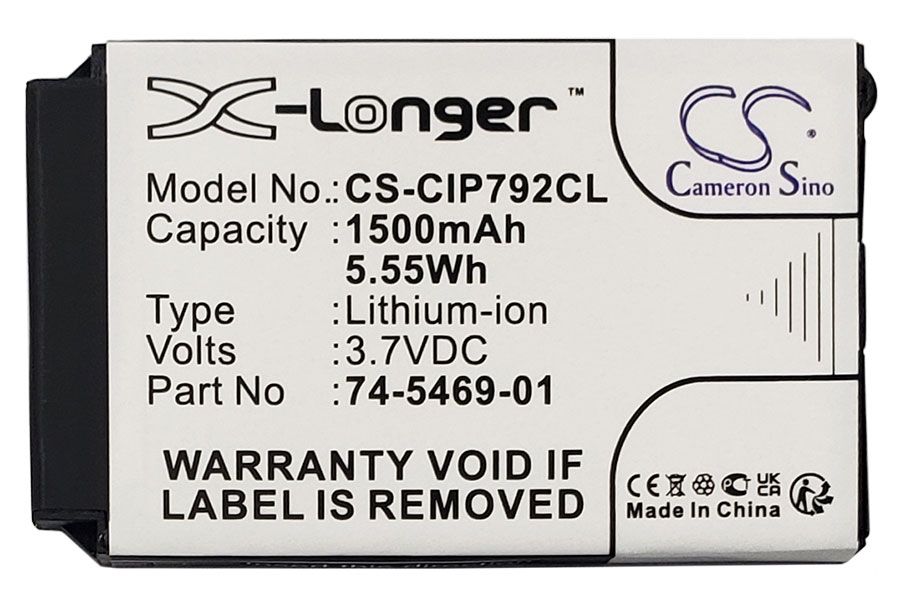 X-Longer™
CS®
Cameron Sino
Model No.: CS-CIP792CL
Capacity : 1500mAh
5.55Wh
Type : Lithium-ion
Volts : 3.7VDC
Part No : 74-5469-01
WARRANTY VOID IF
LABEL IS REMOVED
CE UK CA
Made In China